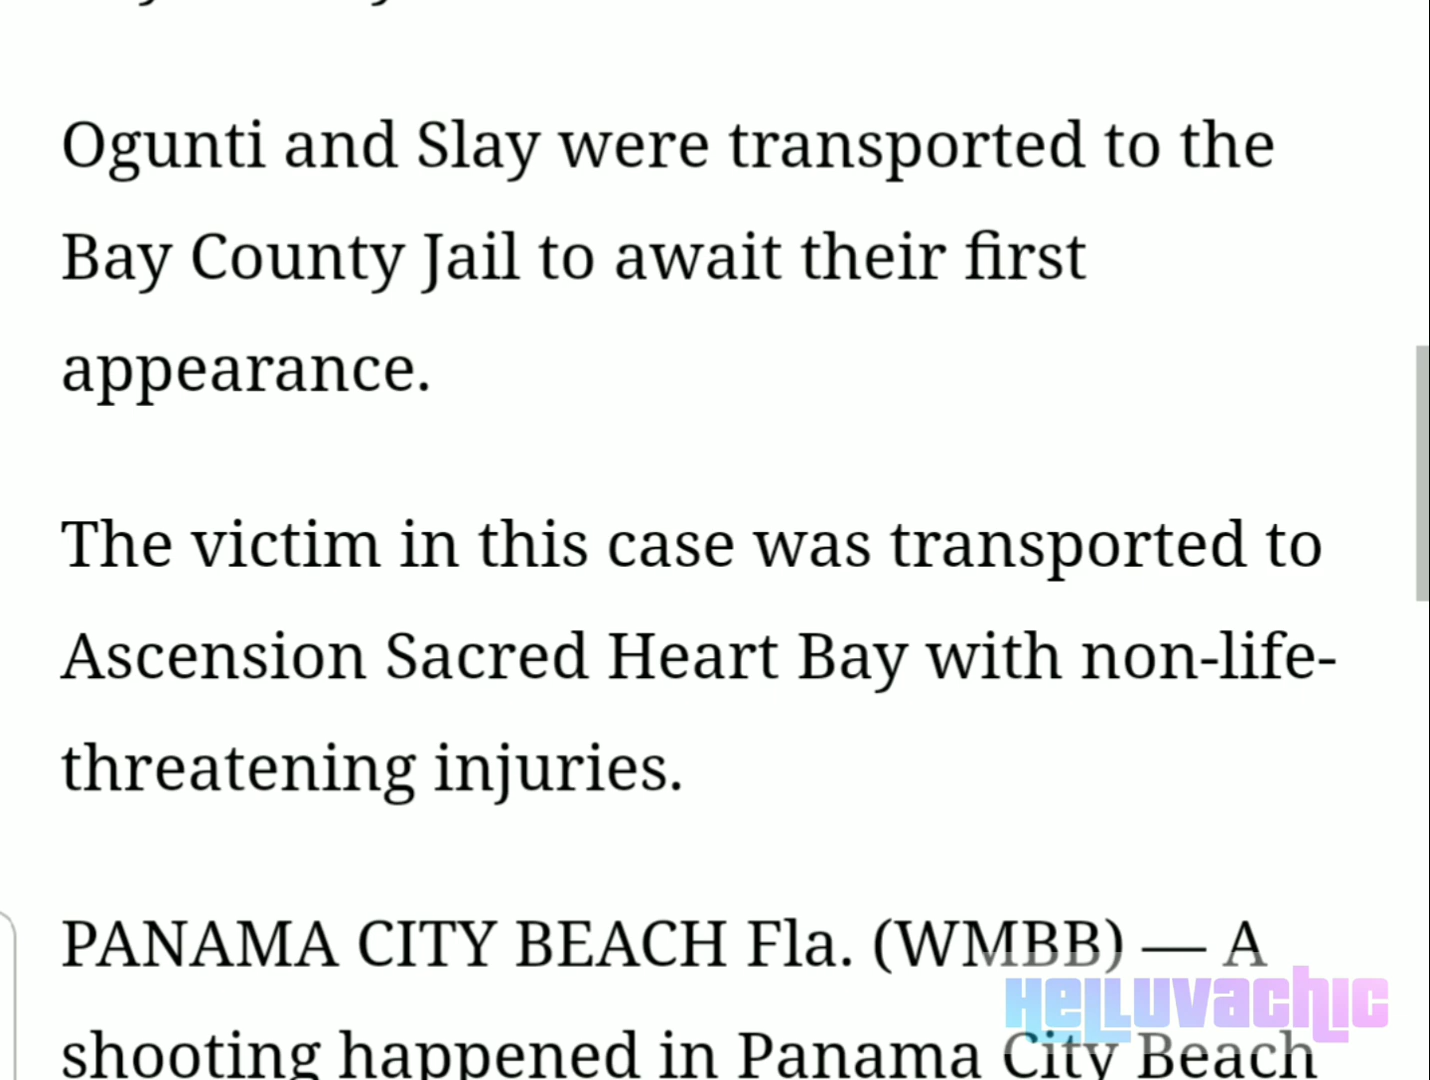 Ogunti and Slay were transported to the
Bay County Jail to await their first
appearance.
The victim in this case was transported to
Ascension Sacred Heart Bay with non-life-
threatening injuries.
PANAMA CITY BEACH Fla. (WMBB) — A
HELLUVACHIC
shooting happened in Panama City Beach